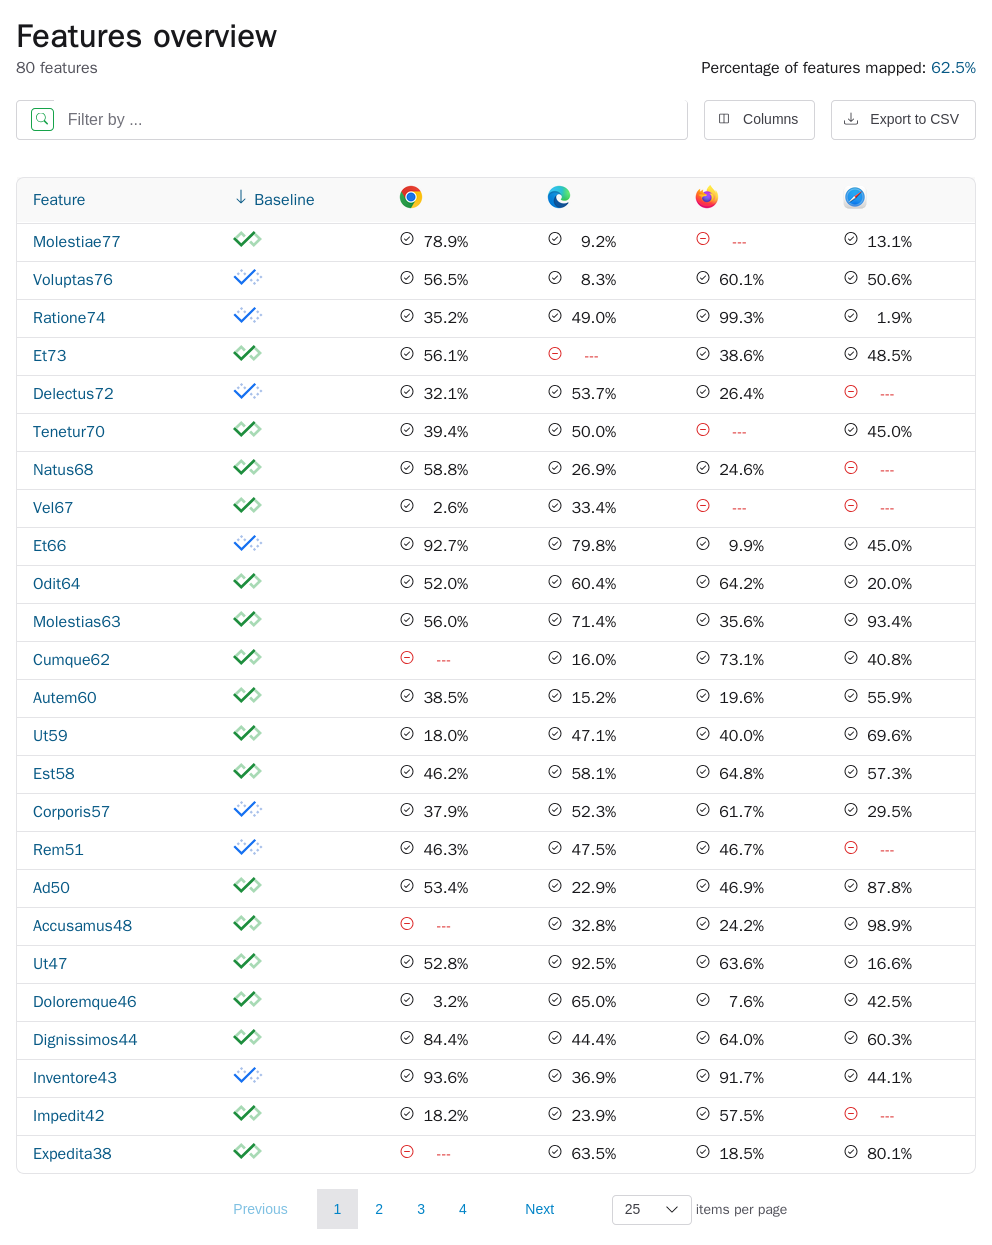 Features overview
80 features
Percentage of features mapped: 62.5%
Filter by ...
Columns
Export to CSV
Feature Baseline
Molestiae77 78.9% 9.2% --- 13.1%
Voluptas76 56.5% 8.3% 60.1% 50.6%
Ratione74 35.2% 49.0% 99.3% 1.9%
Et73 56.1% --- 38.6% 48.5%
Delectus72 32.1% 53.7% 26.4% ---
Tenetur70 39.4% 50.0% --- 45.0%
Natus68 58.8% 26.9% 24.6% ---
Vel67 2.6% 33.4% --- ---
Et66 92.7% 79.8% 9.9% 45.0%
Odit64 52.0% 60.4% 64.2% 20.0%
Molestias63 56.0% 71.4% 35.6% 93.4%
Cumque62 --- 16.0% 73.1% 40.8%
Autem60 38.5% 15.2% 19.6% 55.9%
Ut59 18.0% 47.1% 40.0% 69.6%
Est58 46.2% 58.1% 64.8% 57.3%
Corporis57 37.9% 52.3% 61.7% 29.5%
Rem51 46.3% 47.5% 46.7% ---
Ad50 53.4% 22.9% 46.9% 87.8%
Accusamus48 --- 32.8% 24.2% 98.9%
Ut47 52.8% 92.5% 63.6% 16.6%
Doloremque46 3.2% 65.0% 7.6% 42.5%
Dignissimos44 84.4% 44.4% 64.0% 60.3%
Inventore43 93.6% 36.9% 91.7% 44.1%
Impedit42 18.2% 23.9% 57.5% ---
Expedita38 --- 63.5% 18.5% 80.1%
Previous 1 2 3 4 Next 25 items per page